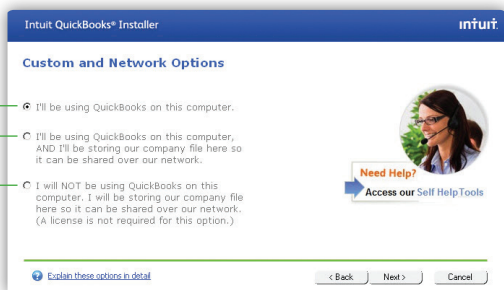 Intuit QuickBooks® Installer
intuit.
Custom and Network Options
I'll be using QuickBooks on this computer.
I'll be using QuickBooks on this computer,
AND I'll be storing our company file here so
it can be shared over our network.
I will NOT be using QuickBooks on this
computer. I will be storing our company file
here so it can be shared over our network.
(A license is not required for this option.)
Need Help?
Access our Self Help Tools
Explain these options in detail
< Back
Next >
Cancel